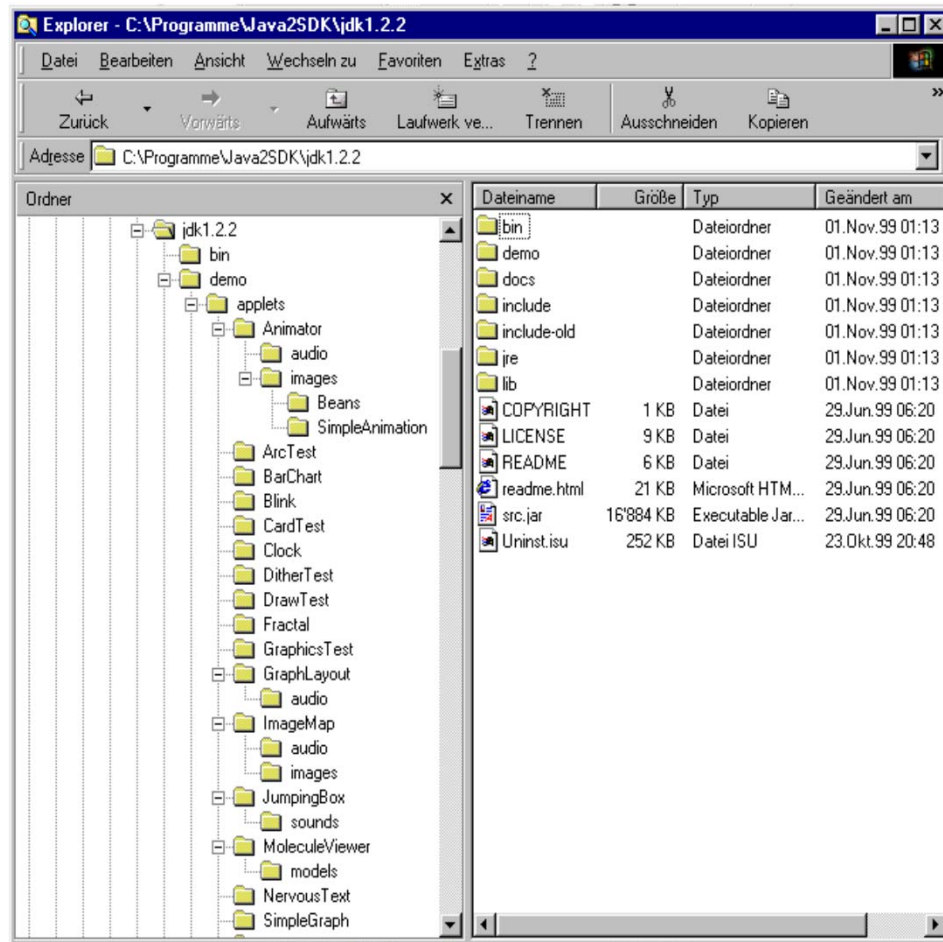 Explorer - C:\Programme\Java2SDK\jdk1.2.2
Datei Bearbeiten Ansicht Wechseln zu Favoriten Extras ?
Zurück Vorwärts Aufwärts Laufwerk ve... Trennen Ausschneiden Kopieren »
Adresse C:\Programme\Java2SDK\jdk1.2.2
Ordner
jdk1.2.2
bin
demo
applets
Animator
audio
images
Beans
SimpleAnimation
ArcTest
BarChart
Blink
CardTest
Clock
DitherTest
DrawTest
Fractal
GraphicsTest
GraphLayout
audio
ImageMap
audio
images
JumpingBox
sounds
MoleculeViewer
models
NervousText
SimpleGraph
Dateiname Größe Typ Geändert am
bin Dateiordner 01.Nov.99 01:13
demo Dateiordner 01.Nov.99 01:13
docs Dateiordner 01.Nov.99 01:13
include Dateiordner 01.Nov.99 01:13
include-old Dateiordner 01.Nov.99 01:13
jre Dateiordner 01.Nov.99 01:13
lib Dateiordner 01.Nov.99 01:13
COPYRIGHT 1 KB Datei 29.Jun.99 06:20
LICENSE 9 KB Datei 29.Jun.99 06:20
README 6 KB Datei 29.Jun.99 06:20
readme.html 21 KB Microsoft HTM... 29.Jun.99 06:20
src.jar 16'884 KB Executable Jar... 29.Jun.99 06:20
Uninst.isu 252 KB Datei ISU 23.Okt.99 20:48